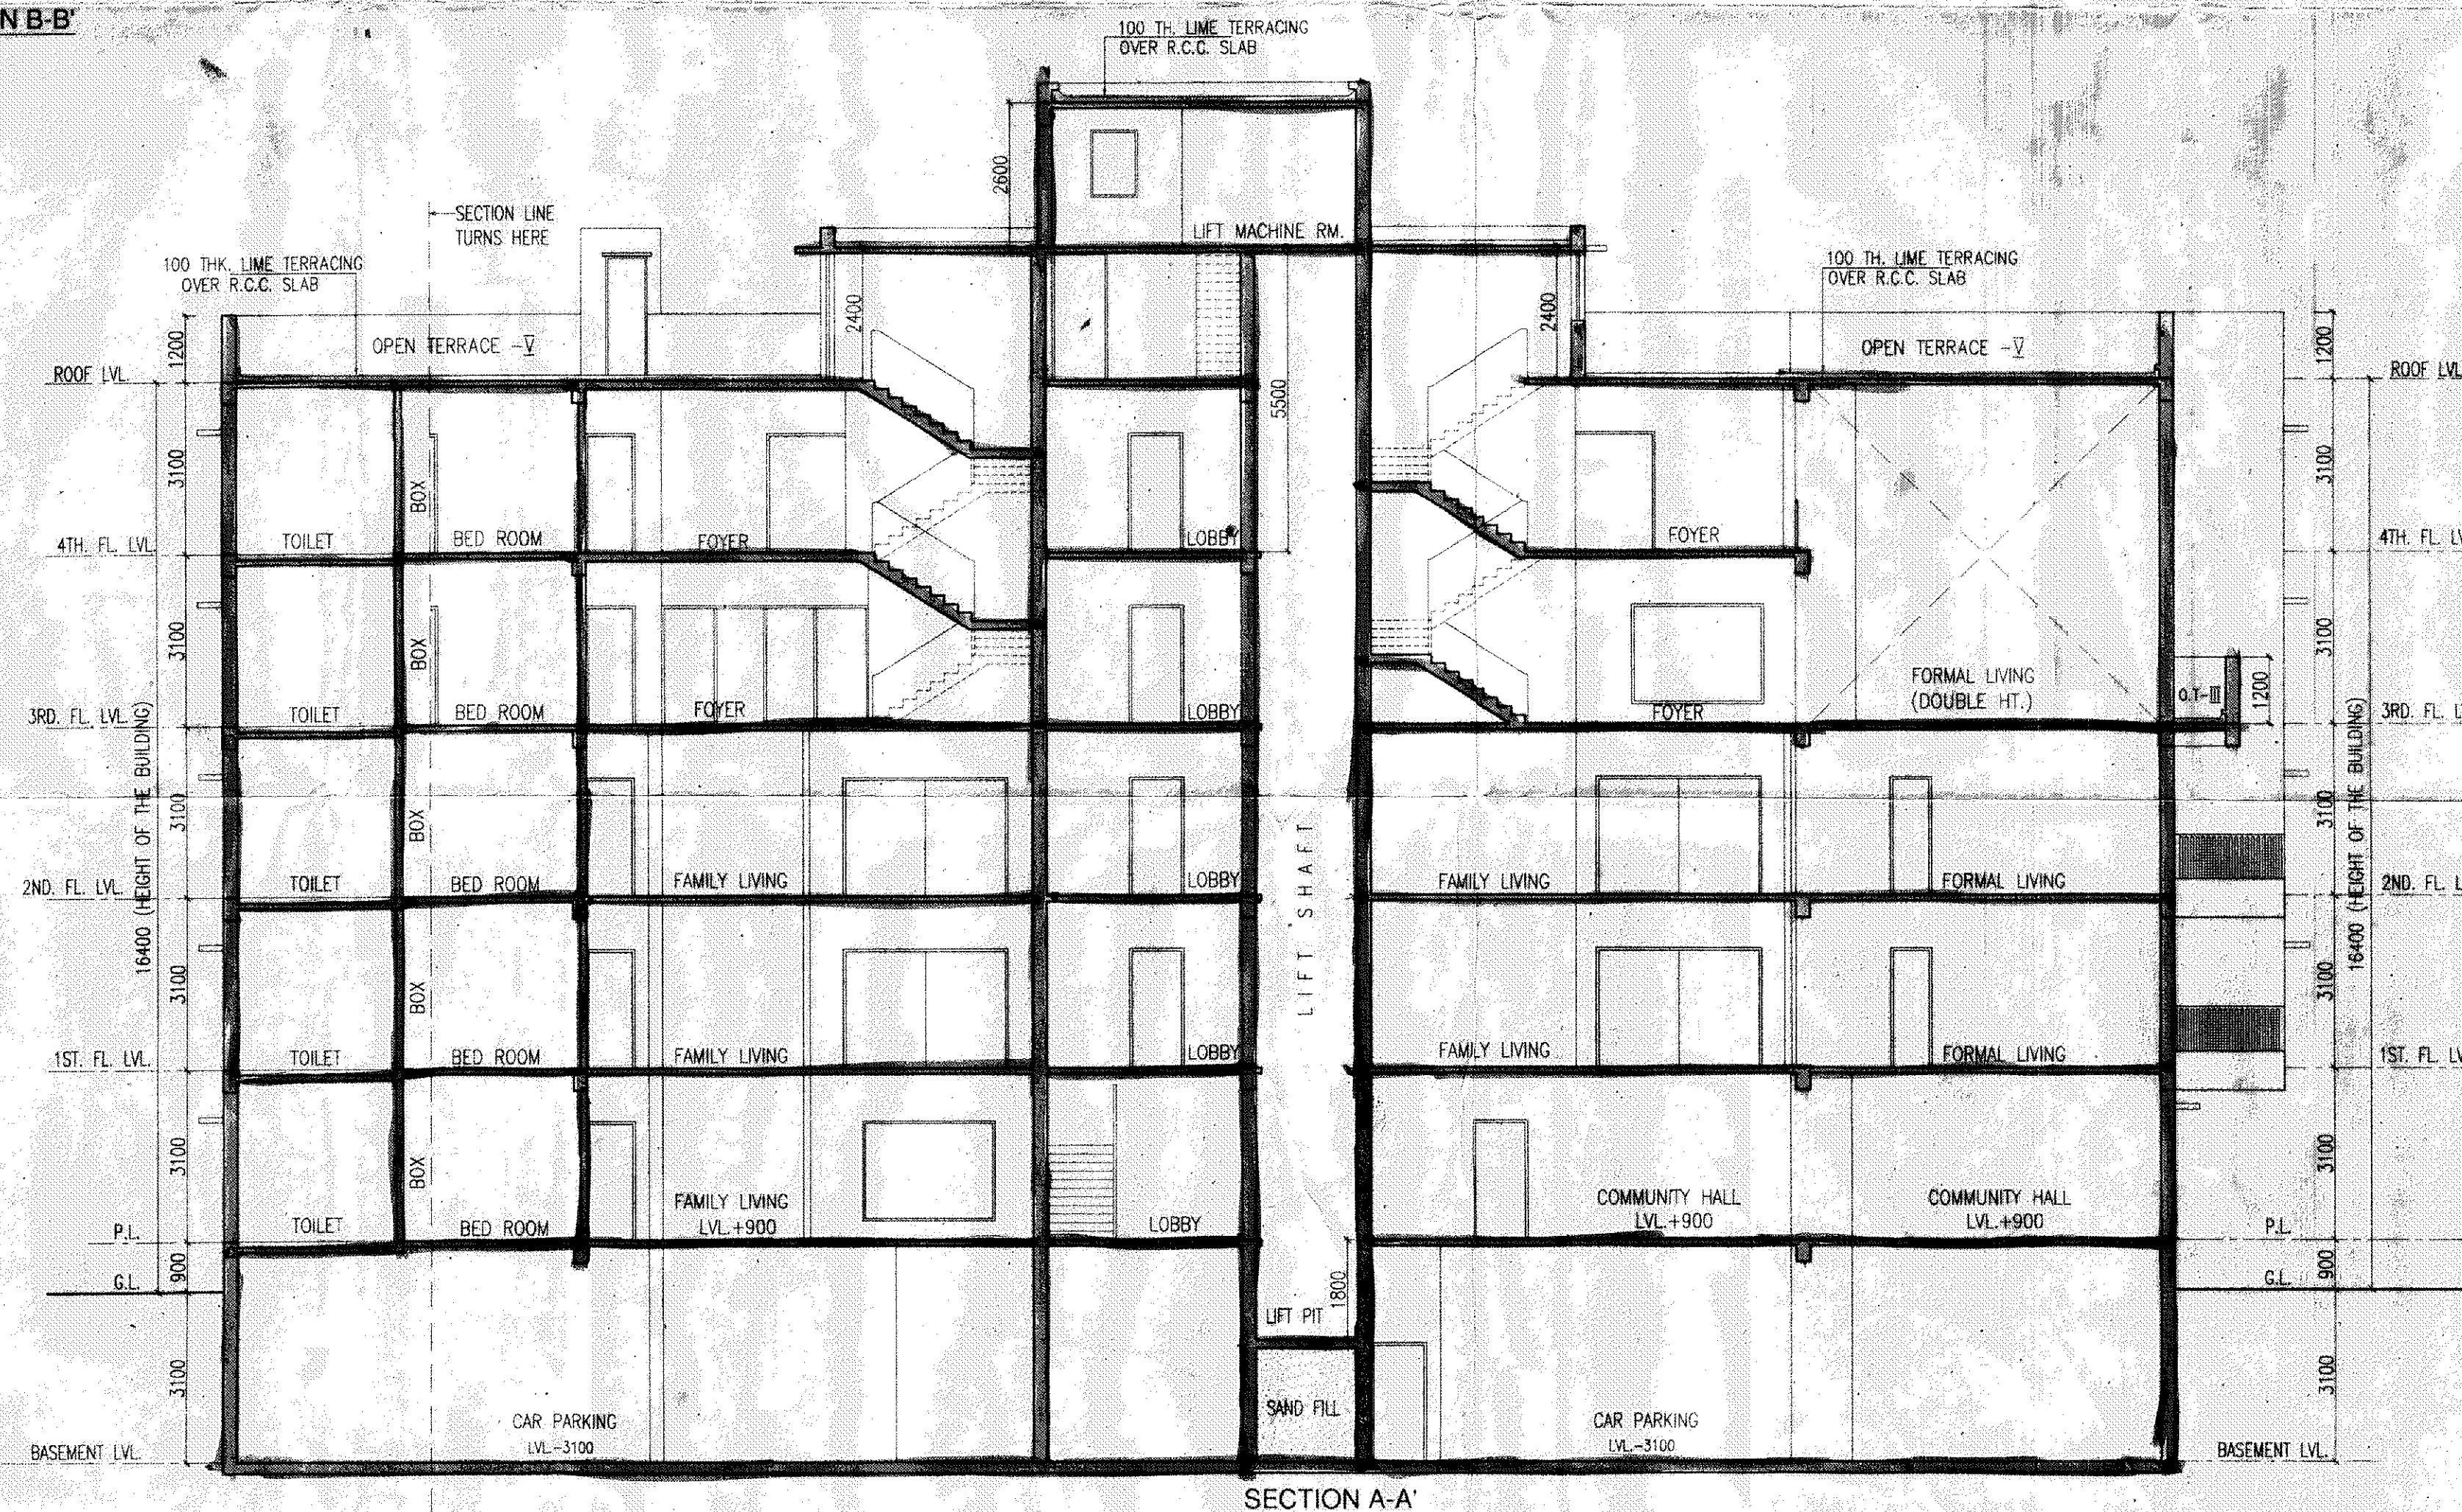 N B-B'
100 TH. LIME TERRACING
OVER R.C.C. SLAB
2600
SECTION LINE
TURNS HERE
LIFT MACHINE RM.
100 THK. LIME TERRACING
OVER R.C.C. SLAB
100 TH. LIME TERRACING
OVER R.C.C. SLAB
2400
2400
1200
OPEN TERRACE -V
OPEN TERRACE -V
1200
ROOF LVL.
ROOF LVL
5500
3100
BOX
3100
4TH. FL. LVL.
TOILET
BED ROOM
FOYER
LOBBY
FOYER
4TH. FL. LV
3100
BOX
3100
FORMAL LIVING
(DOUBLE HT.)
O.T-III
1200
3RD. FL. LVL.
TOILET
BED ROOM
FOYER
LOBBY
FOYER
3RD. FL. L
16400 (HEIGHT OF THE BUILDING)
3100
BOX
LIFT SHAFT
3100
16400 (HEIGHT OF THE BUILDING)
2ND. FL. LVL.
TOILET
BED ROOM
FAMILY LIVING
LOBBY
FAMILY LIVING
FORMAL LIVING
2ND. FL. L
3100
BOX
3100
1ST. FL. LVL.
TOILET
BED ROOM
FAMILY LIVING
LOBBY
FAMILY LIVING
FORMAL LIVING
1ST. FL. LV
3100
BOX
3100
P.L.
TOILET
BED ROOM
FAMILY LIVING
LVL.+900
LOBBY
COMMUNITY HALL
LVL.+900
COMMUNITY HALL
LVL.+900
P.L.
900
G.L.
1800
LIFT PIT
900
G.L.
3100
CAR PARKING
LVL.-3100
SAND FILL
CAR PARKING
LVL.-3100
3100
BASEMENT LVL.
BASEMENT LVL.
SECTION A-A'